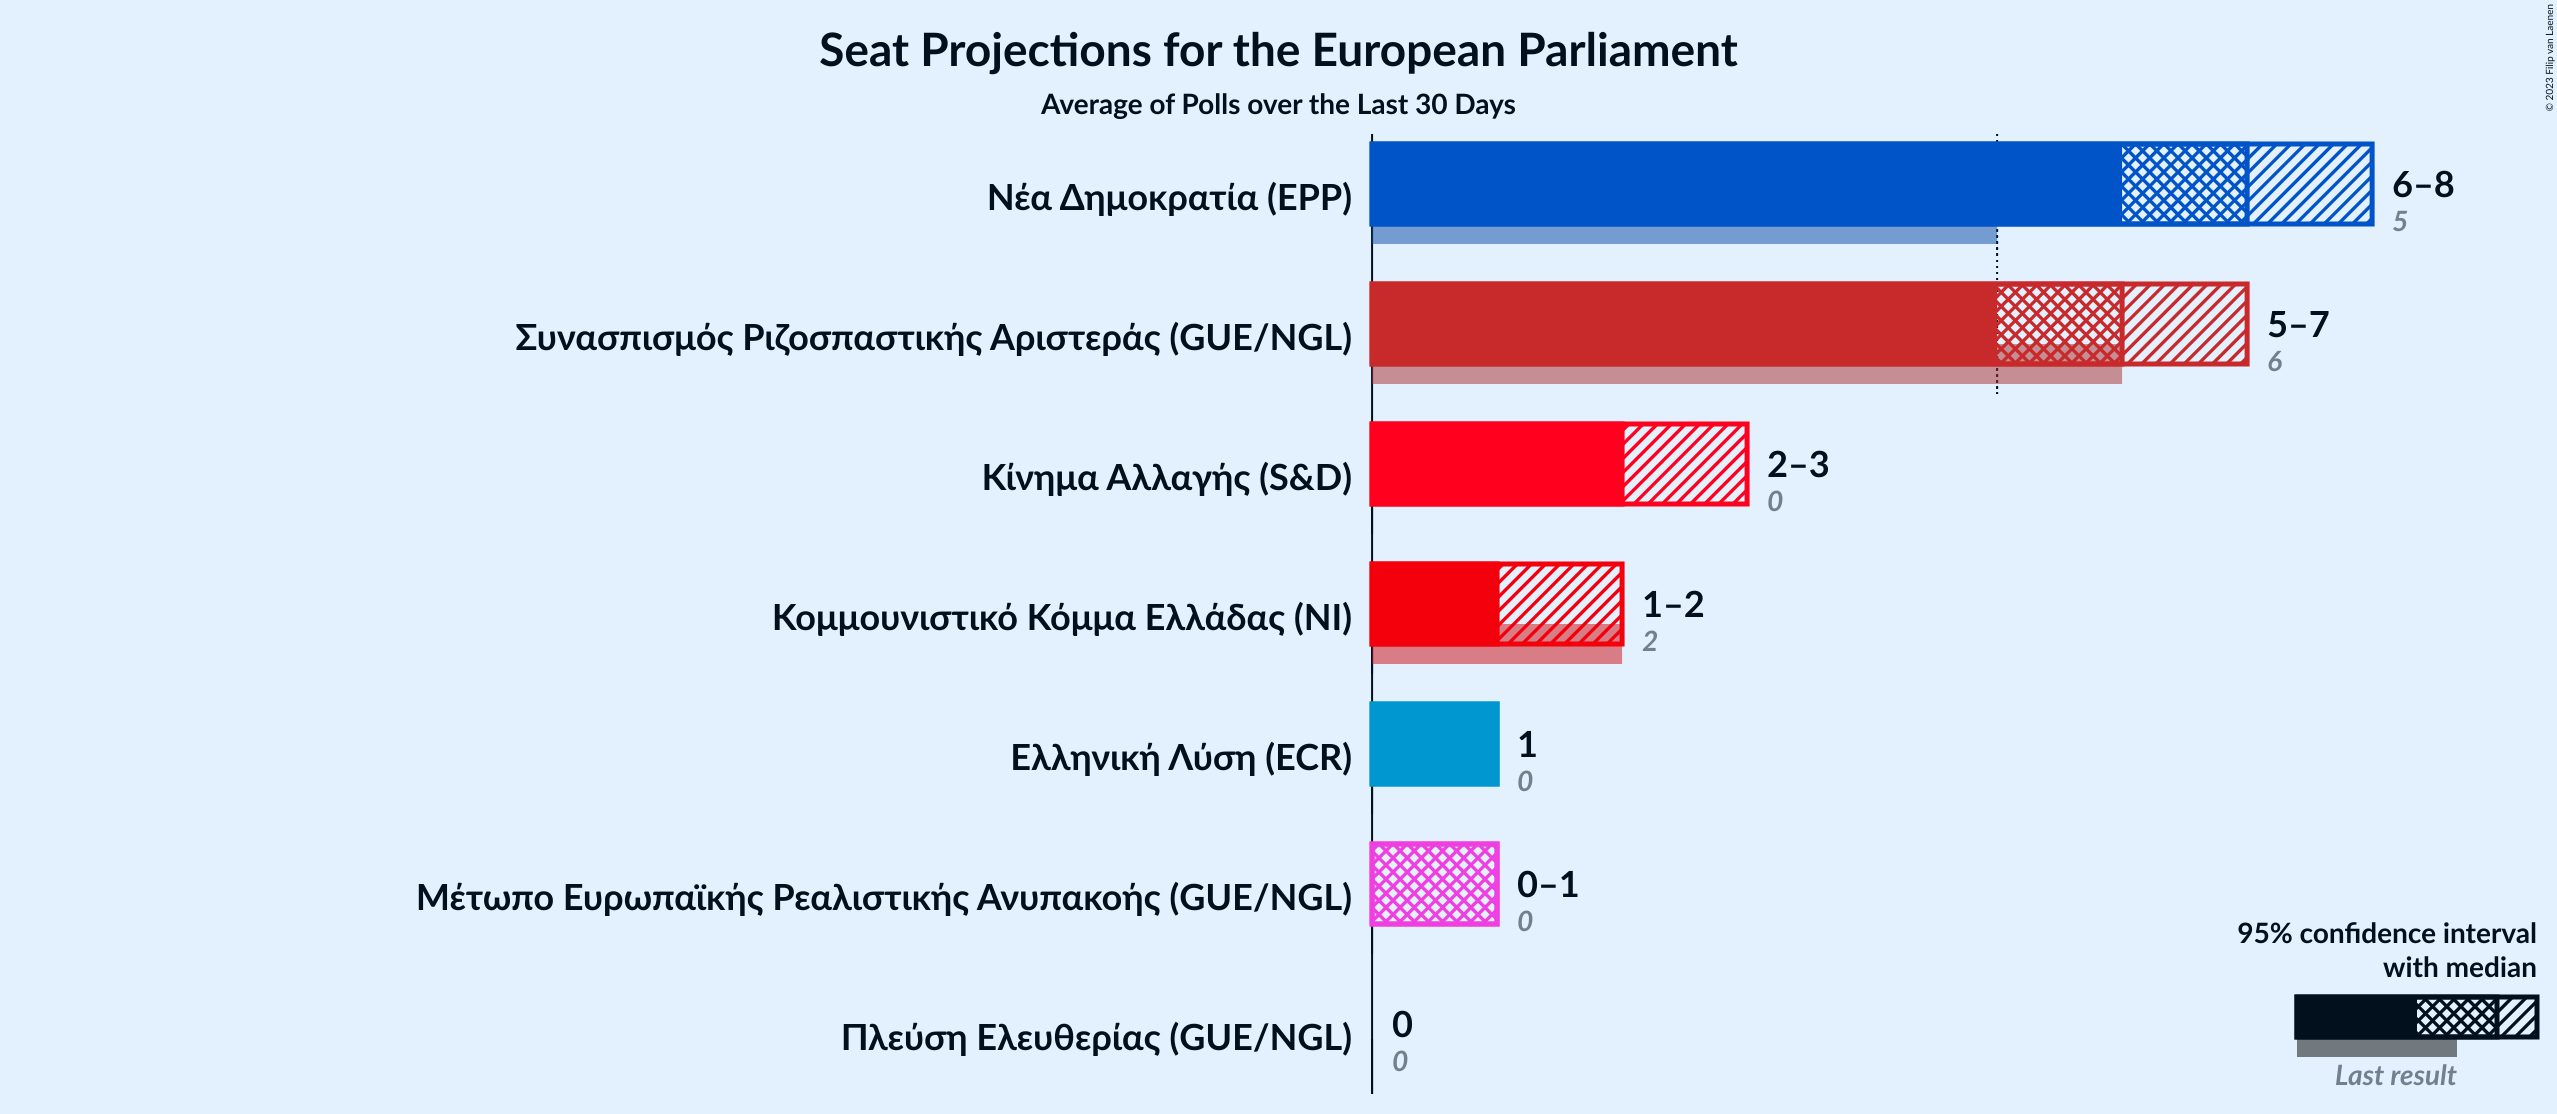 Seat Projections for the European Parliament
Average of Polls over the Last 30 Days
© 2023 Filip van Laenen
Νέα Δημοκρατία (EPP)
6–8
5
Συνασπισμός Ριζοσπαστικής Αριστεράς (GUE/NGL)
5–7
6
Κίνημα Αλλαγής (S&D)
2–3
0
Κομμουνιστικό Κόμμα Ελλάδας (NI)
1–2
2
Ελληνική Λύση (ECR)
1
0
Μέτωπο Ευρωπαϊκής Ρεαλιστικής Ανυπακοής (GUE/NGL)
0–1
0
Πλεύση Ελευθερίας (GUE/NGL)
0
0
95% confidence interval
with median
Last result